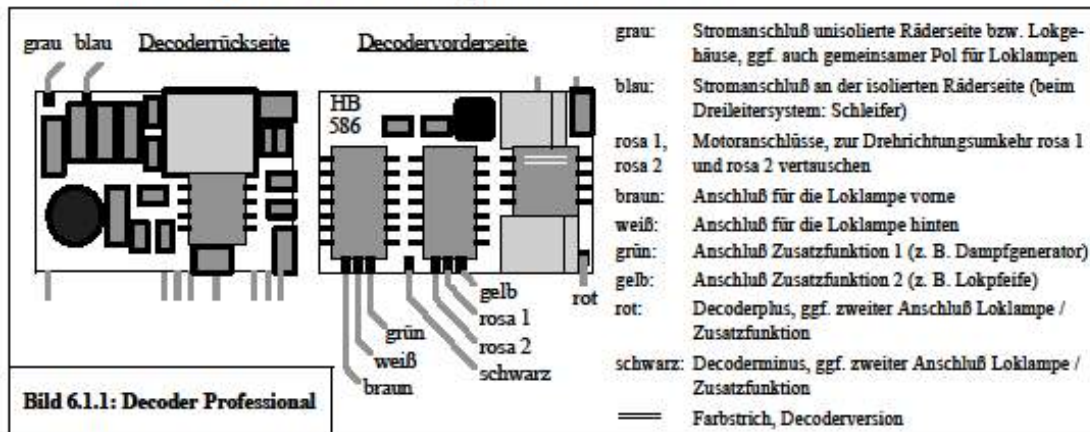 grau blau Decoderrückseite
Decodervorderseite
HB
586
gelb
rosa 1
rosa 2
schwarz
grün
weiß
braun
rot
Bild 6.1.1: Decoder Professional
grau: Stromanschluß unisolierte Räderseite bzw. Lokge-
häuse, ggf. auch gemeinsamer Pol für Loklampen
blau: Stromanschluß an der isolierten Räderseite (beim
Dreileitersystem: Schleifer)
rosa 1, Motoranschlüsse, zur Drehrichtungsumkehr rosa 1
rosa 2 und rosa 2 vertauschen
braun: Anschluß für die Loklampe vorne
weiß: Anschluß für die Loklampe hinten
grün: Anschluß Zusatzfunktion 1 (z. B. Dampfgenerator)
gelb: Anschluß Zusatzfunktion 2 (z. B. Lokpfeife)
rot: Decoderplus, ggf. zweiter Anschluß Loklampe /
Zusatzfunktion
schwarz: Decoderminus, ggf. zweiter Anschluß Loklampe /
Zusatzfunktion
Farbstrich, Decoderversion